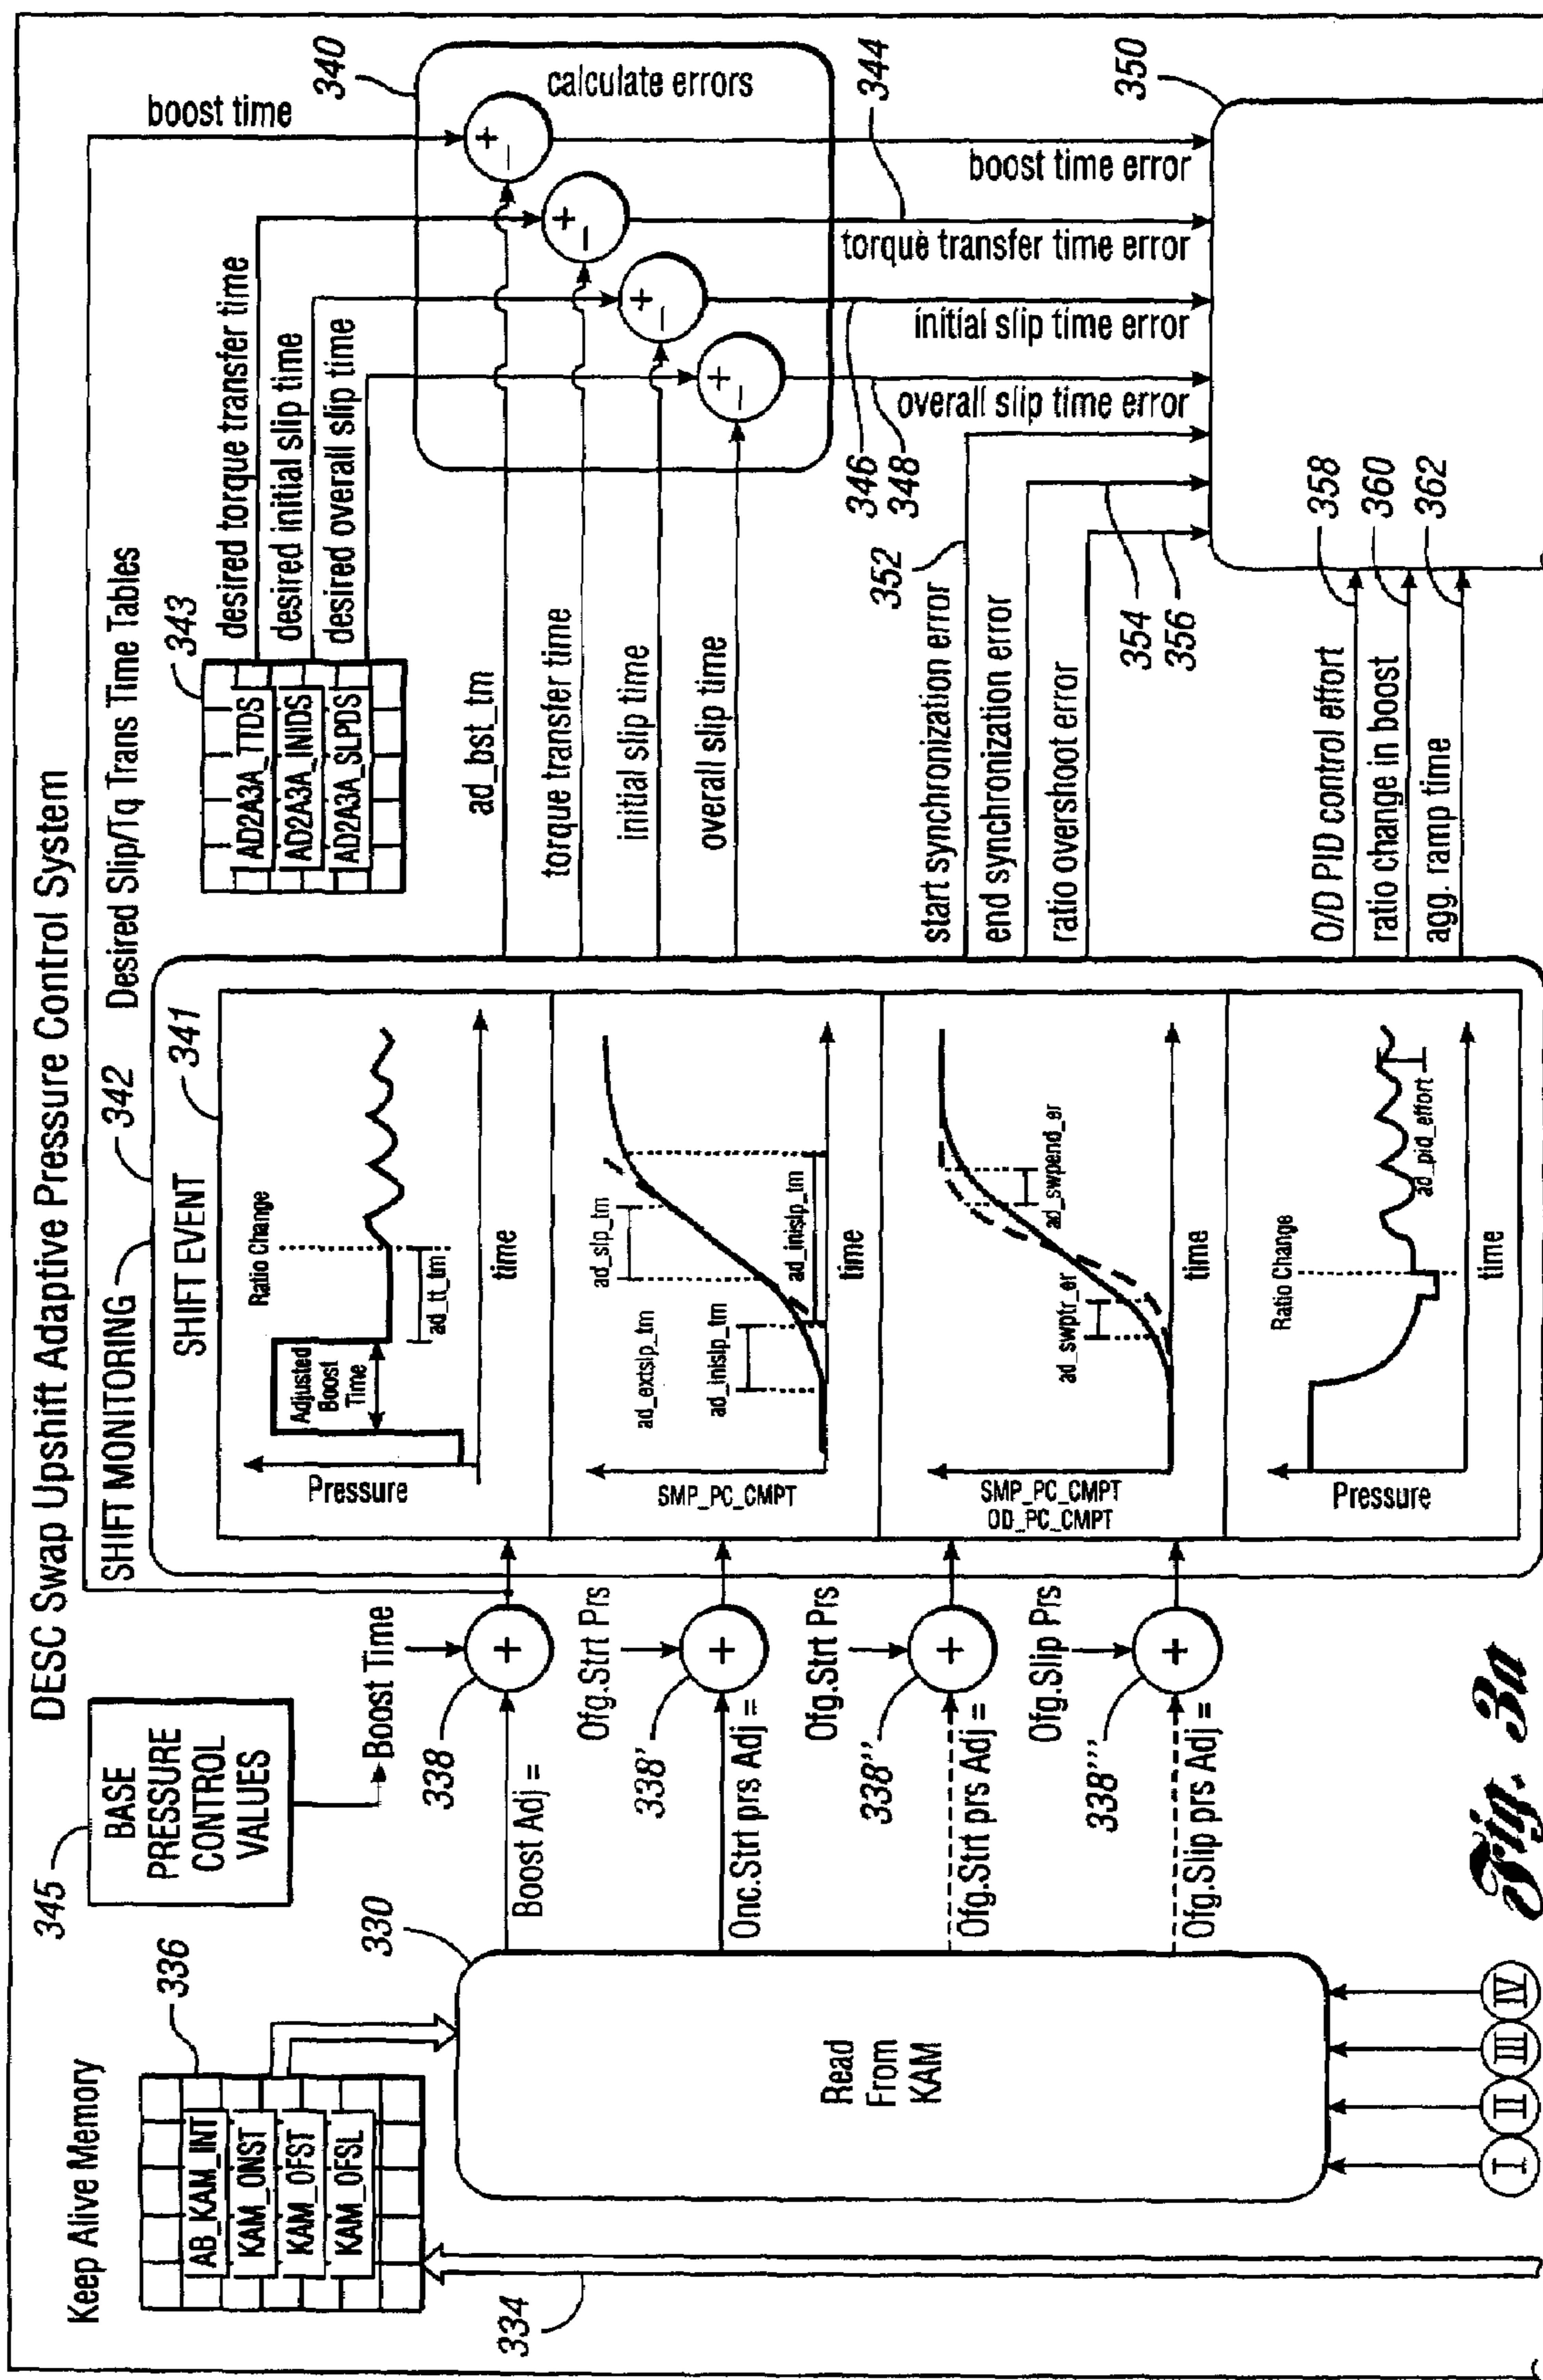 DESC Swap Upshift Adaptive Pressure Control System
Keep Alive Memory
336
AB_KAM_INT
KAM_ONST
KAM_OFST
KAM_OFSL
334
345
BASE
PRESSURE
CONTROL
VALUES
Boost Time
Boost Time
330
Read
From
KAM
I
II
III
IV
Boost Adj =
338
+
Ofg.Strt Prs
338'
+
Onc.Strt prs Adj =
Ofg.Strt Prs
338''
+
Ofg.Strt prs Adj =
Ofg.Slip Prs
338'''
+
Ofg.Slip prs Adj =
SHIFT MONITORING
342
SHIFT EVENT
341
Pressure
Adjusted
Boost
Time
Ratio Change
ad_tt_tm
time
SMP_PC_CMPT
ad_extslp_tm
ad_inislp_tm
ad_slp_tm
ad_inislp_tm
time
SMP_PC_CMPT
OD_PC_CMPT
ad_swptr_er
ad_swpend_er
time
Pressure
Ratio Change
ad_pid_effort
time
Desired Slip/Tq Trans Time Tables
343
AD2A3A_TTDS
AD2A3A_INIDS
AD2A3A_SLPDS
desired torque transfer time
desired initial slip time
desired overall slip time
boost time
340
calculate errors
+
–
+
–
+
–
+
–
ad_bst_tm
torque transfer time
initial slip time
overall slip time
boost time error
344
torque transfer time error
initial slip time error
346
overall slip time error
348
350
start synchronization error
352
end synchronization error
354
ratio overshoot error
356
O/D PID control effort
358
ratio change in boost
360
agg. ramp time
362
Fig. 3a